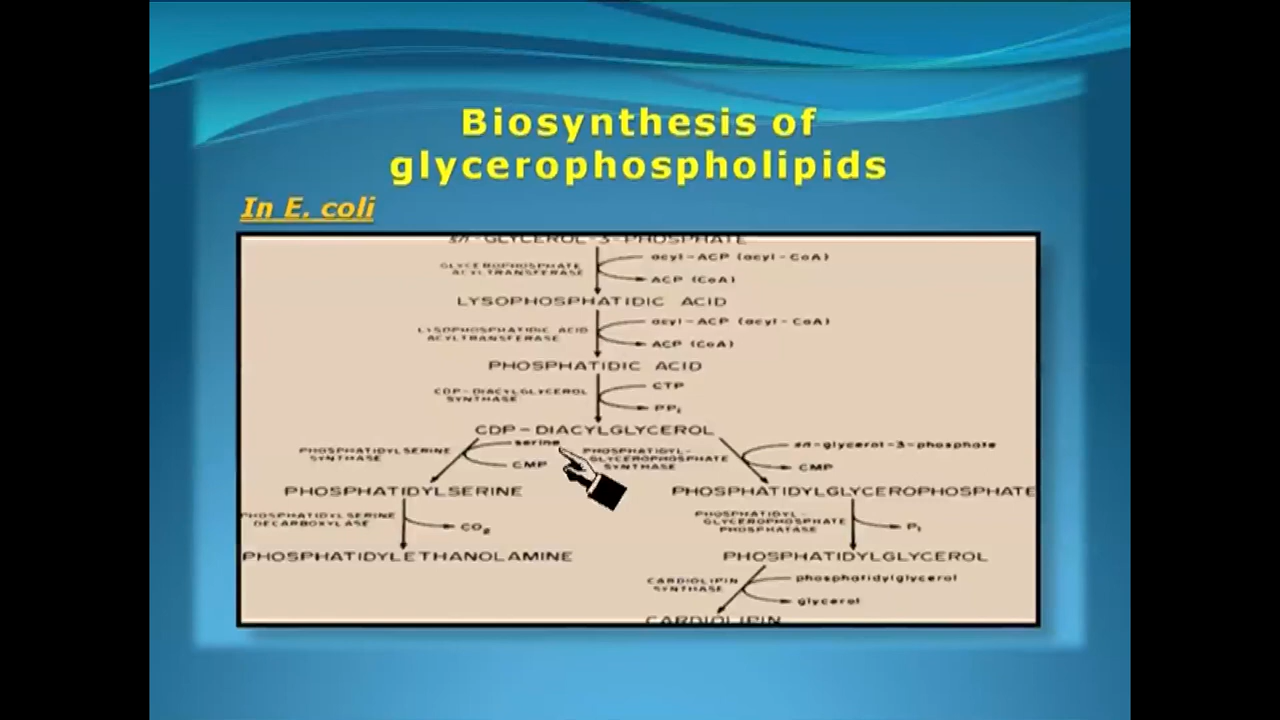 Biosynthesis of
glycerophospholipids
In E. coli
sn-GLYCEROL-3-PHOSPHATE
GLYCEROPHOSPHATE
ACYLTRANSFERASE
acyl-ACP (acyl-CoA)
ACP (CoA)
LYSOPHOSPHATIDIC ACID
LYSOPHOSPHATIDIC ACID
ACYLTRANSFERASE
acyl-ACP (acyl-CoA)
ACP (CoA)
PHOSPHATIDIC ACID
CDP-DIACYLGLYCEROL
SYNTHASE
CTP
PPi
CDP-DIACYLGLYCEROL
PHOSPHATIDYLSERINE
SYNTHASE
serine
CMP
PHOSPHATIDYL-
GLYCEROPHOSPHATE
SYNTHASE
sn-glycerol-3-phosphate
CMP
PHOSPHATIDYLSERINE
PHOSPHATIDYLGLYCEROPHOSPHATE
PHOSPHATIDYLSERINE
DECARBOXYLASE
CO2
PHOSPHATIDYL-
GLYCEROPHOSPHATE
PHOSPHATASE
Pi
PHOSPHATIDYLETHANOLAMINE
PHOSPHATIDYLGLYCEROL
CARDIOLIPIN
SYNTHASE
phosphatidylglycerol
glycerol
CARDIOLIPIN